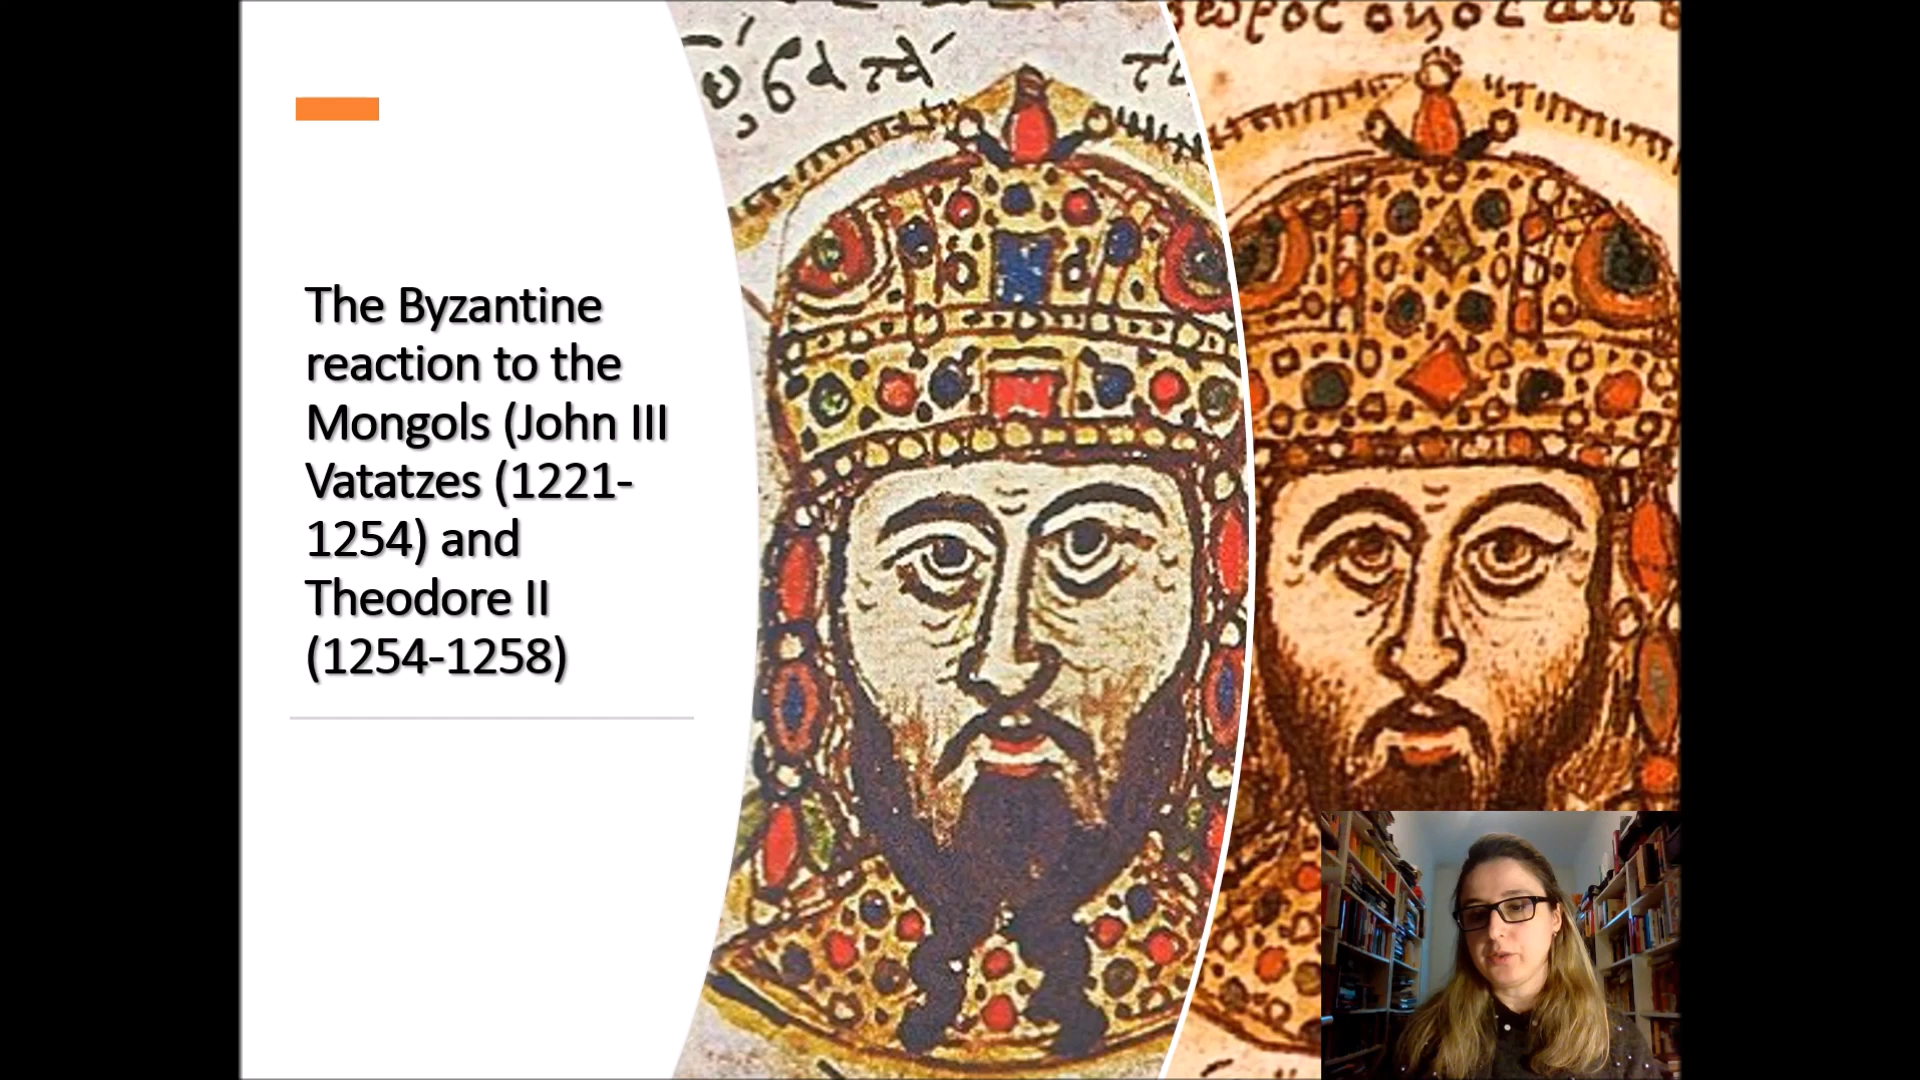 The Byzantine
reaction to the
Mongols (John III
Vatatzes (1221-
1254) and
Theodore II
(1254-1258)